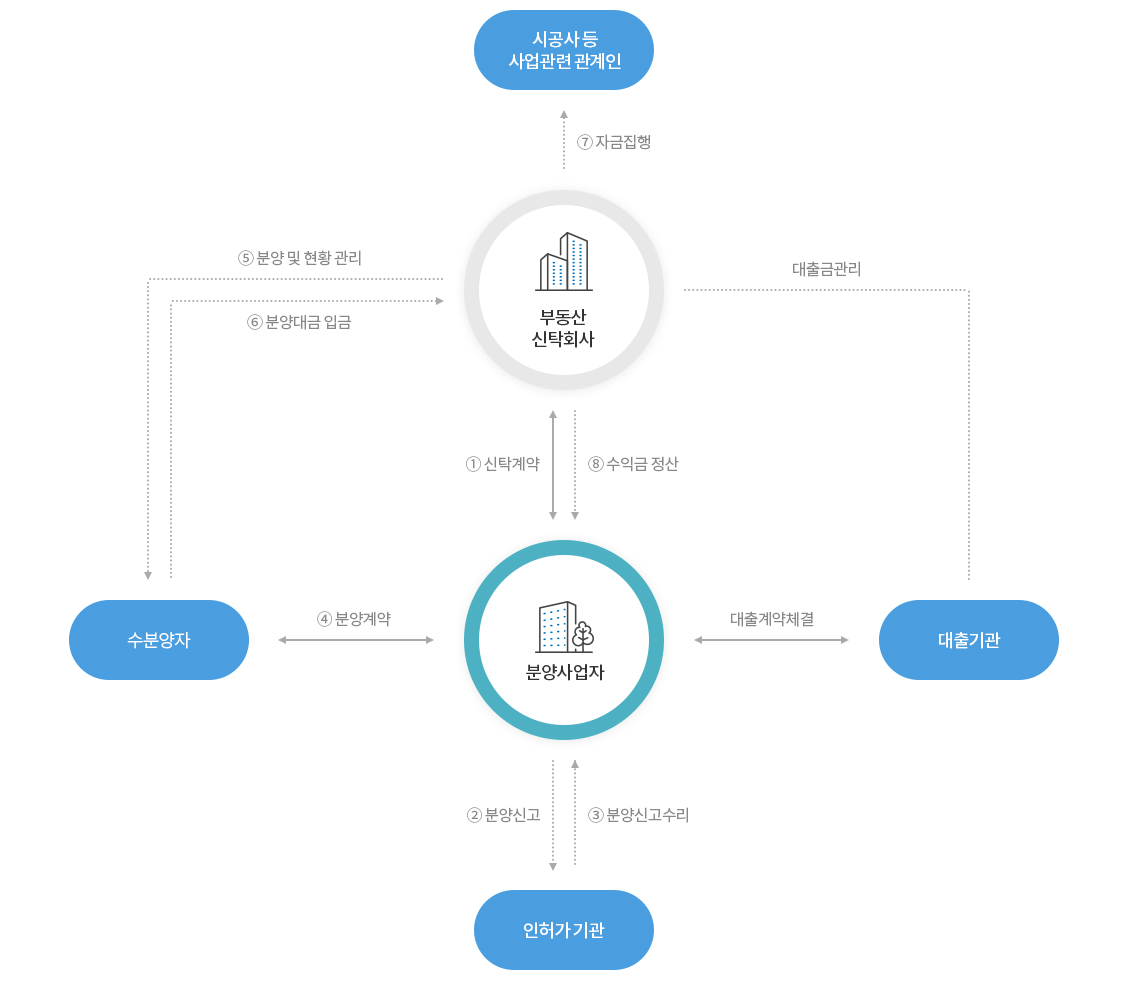 시공사 등
사업관련 관계인
⑦ 자금집행
⑤ 분양 및 현황 관리
대출금관리
⑥ 분양대금 입금
부동산
신탁회사
① 신탁계약
⑧ 수익금 정산
④ 분양계약
대출계약체결
수분양자
분양사업자
대출기관
② 분양신고
③ 분양신고수리
인허가 기관